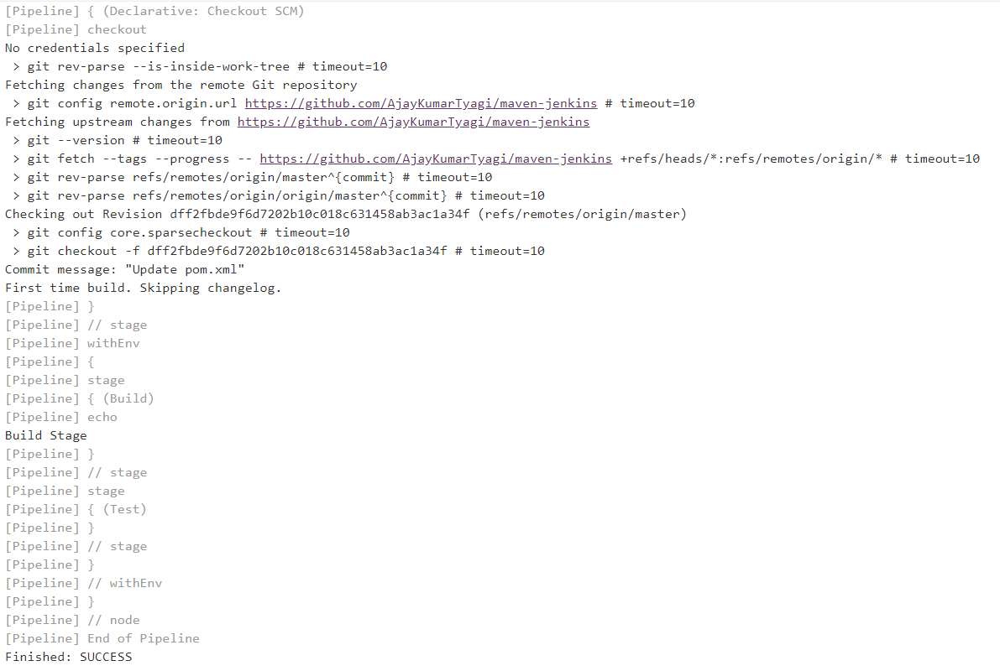 [Pipeline] { (Declarative: Checkout SCM)
[Pipeline] checkout
No credentials specified
 > git rev-parse --is-inside-work-tree # timeout=10
Fetching changes from the remote Git repository
 > git config remote.origin.url https://github.com/AjayKumarTyagi/maven-jenkins # timeout=10
Fetching upstream changes from https://github.com/AjayKumarTyagi/maven-jenkins
 > git --version # timeout=10
 > git fetch --tags --progress -- https://github.com/AjayKumarTyagi/maven-jenkins +refs/heads/*:refs/remotes/origin/* # timeout=10
 > git rev-parse refs/remotes/origin/master^{commit} # timeout=10
 > git rev-parse refs/remotes/origin/origin/master^{commit} # timeout=10
Checking out Revision dff2fbde9f6d7202b10c018c631458ab3ac1a34f (refs/remotes/origin/master)
 > git config core.sparsecheckout # timeout=10
 > git checkout -f dff2fbde9f6d7202b10c018c631458ab3ac1a34f # timeout=10
Commit message: "Update pom.xml"
First time build. Skipping changelog.
[Pipeline] }
[Pipeline] // stage
[Pipeline] withEnv
[Pipeline] {
[Pipeline] stage
[Pipeline] { (Build)
[Pipeline] echo
Build Stage
[Pipeline] }
[Pipeline] // stage
[Pipeline] stage
[Pipeline] { (Test)
[Pipeline] }
[Pipeline] // stage
[Pipeline] }
[Pipeline] // withEnv
[Pipeline] }
[Pipeline] // node
[Pipeline] End of Pipeline
Finished: SUCCESS